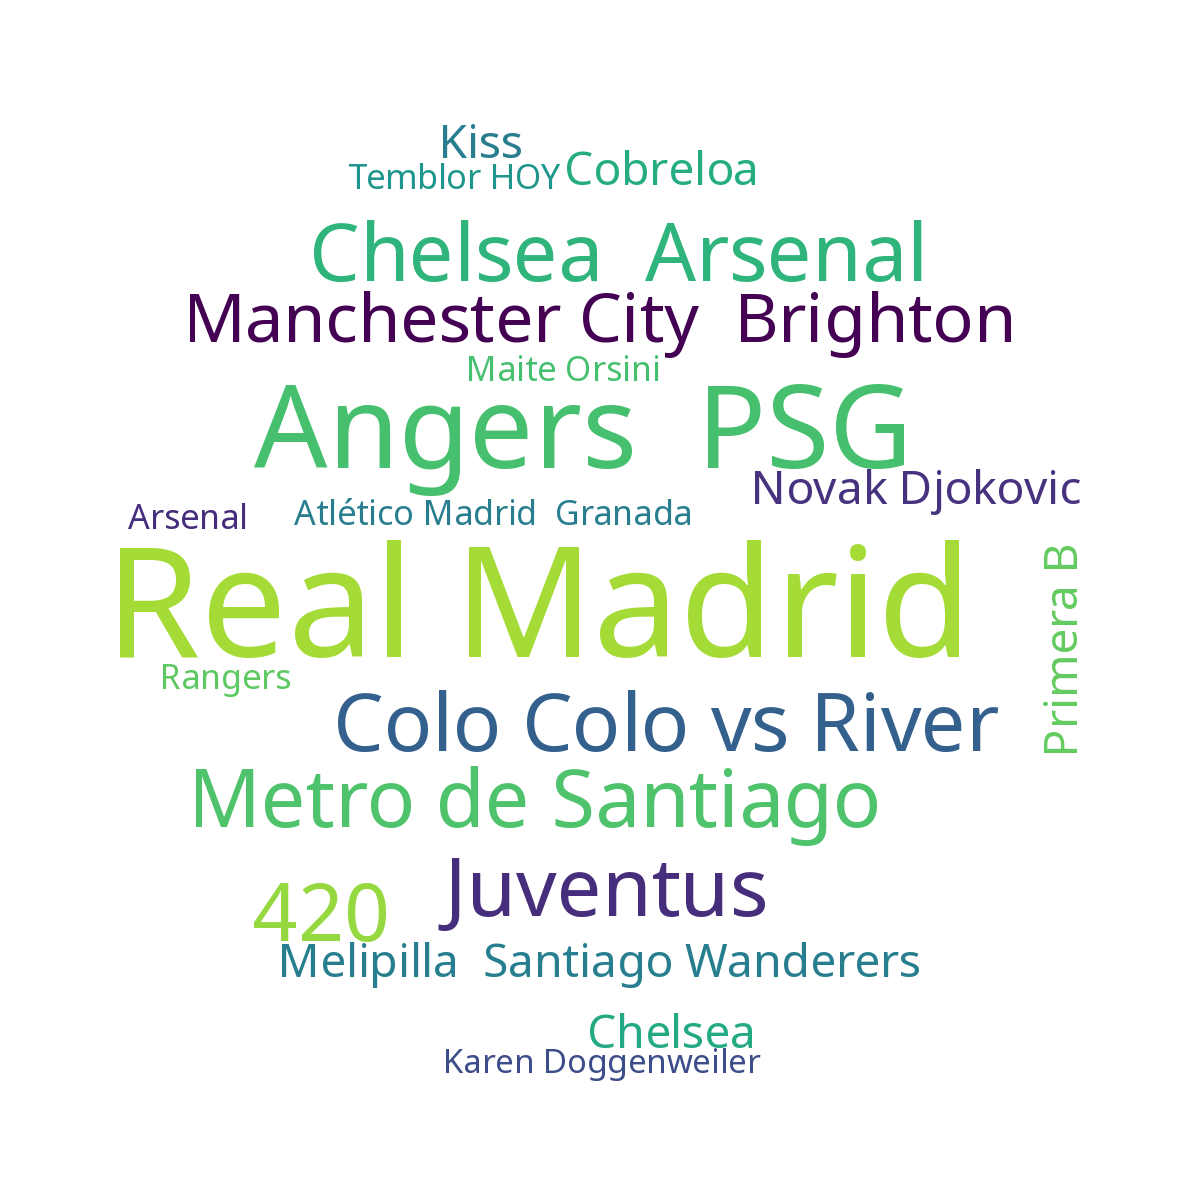 Kiss
Temblor HOY
Cobreloa
Chelsea  Arsenal
Manchester City  Brighton
Maite Orsini
Angers  PSG
Novak Djokovic
Arsenal
Atlético Madrid  Granada
Real Madrid
Primera B
Rangers
Colo Colo vs River
Metro de Santiago
Juventus
420
Melipilla  Santiago Wanderers
Chelsea
Karen Doggenweiler